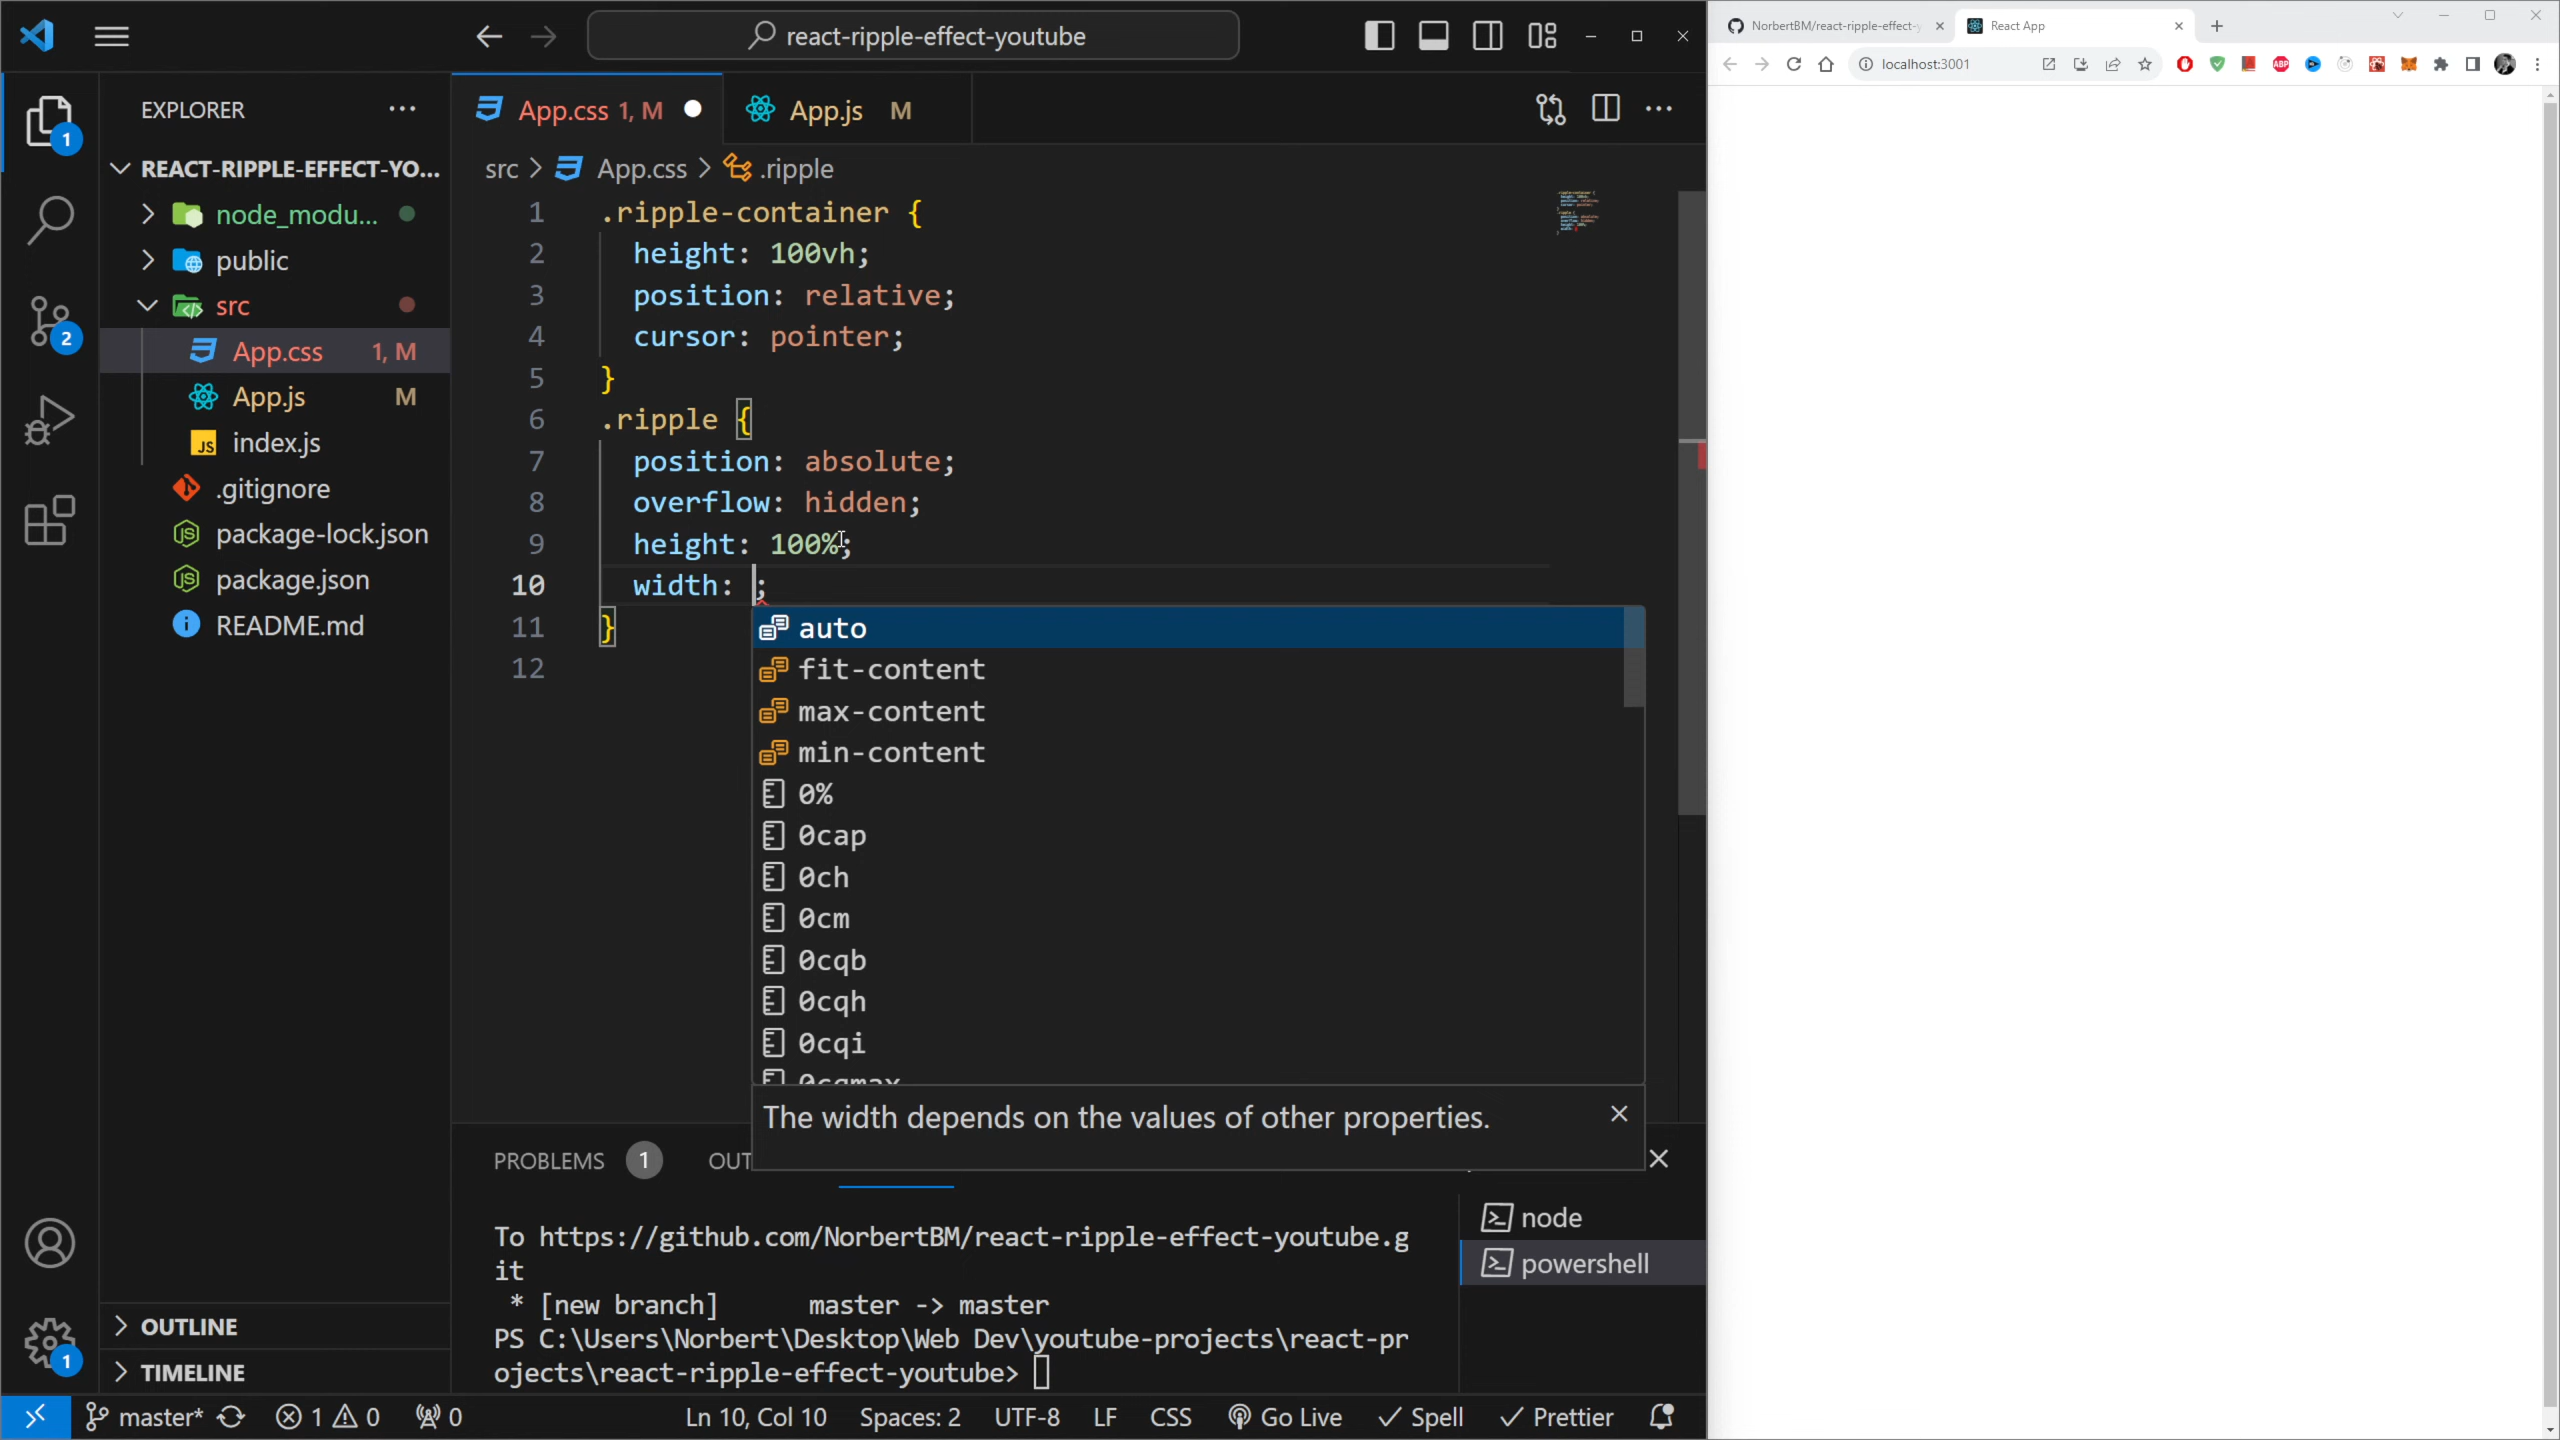 react-ripple-effect-youtube
EXPLORER
REACT-RIPPLE-EFFECT-YO...
node_modu...
public
src
App.css 1, M
App.js M
index.js
.gitignore
package-lock.json
package.json
README.md
OUTLINE
TIMELINE
1
2
1
App.css 1, M
App.js M
src > App.css > .ripple
1 .ripple-container {
2 height: 100vh;
3 position: relative;
4 cursor: pointer;
5 }
6 .ripple {
7 position: absolute;
8 overflow: hidden;
9 height: 100%;
10 width: ;
11 }
12
auto
fit-content
max-content
min-content
0%
0cap
0ch
0cm
0cqb
0cqh
0cqi
0cqmax
The width depends on the values of other properties.
PROBLEMS 1 OUT
To https://github.com/NorbertBM/react-ripple-effect-youtube.g
it
* [new branch] master -> master
PS C:\Users\Norbert\Desktop\Web Dev\youtube-projects\react-pr
ojects\react-ripple-effect-youtube>
node
powershell
master* 1 0 0 Ln 10, Col 10 Spaces: 2 UTF-8 LF CSS Go Live Spell Prettier
NorbertBM/react-ripple-effect-y
React App
localhost:3001
ABP